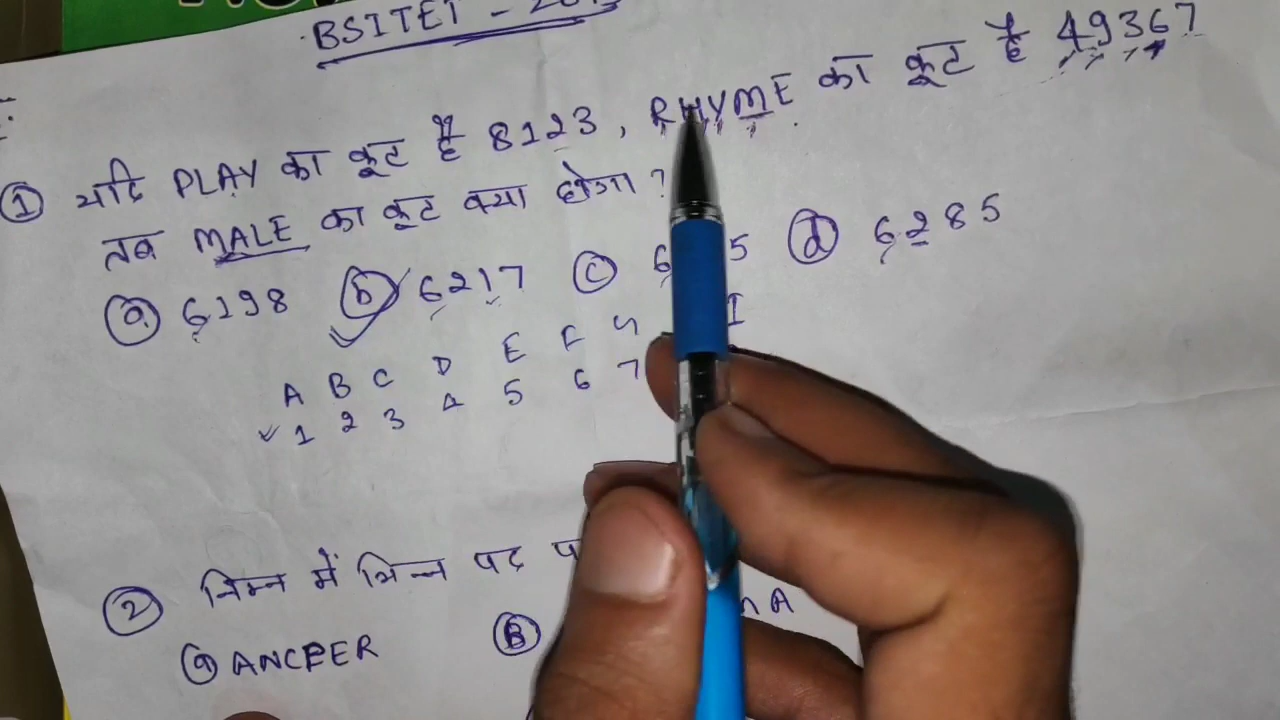 BSITET -
① यदि PLAY का कूट है 8123, RHYME का कूट है 49367
तब MALE का कूट क्या होगा?
ⓐ 6198 ⓑ 6217 ⓒ 6 5 ⓓ 6285
A B C D E F G I
1 2 3 4 5 6 7
② निम्न में भिन्न पद
ⓐ ANCEER Ⓑ A